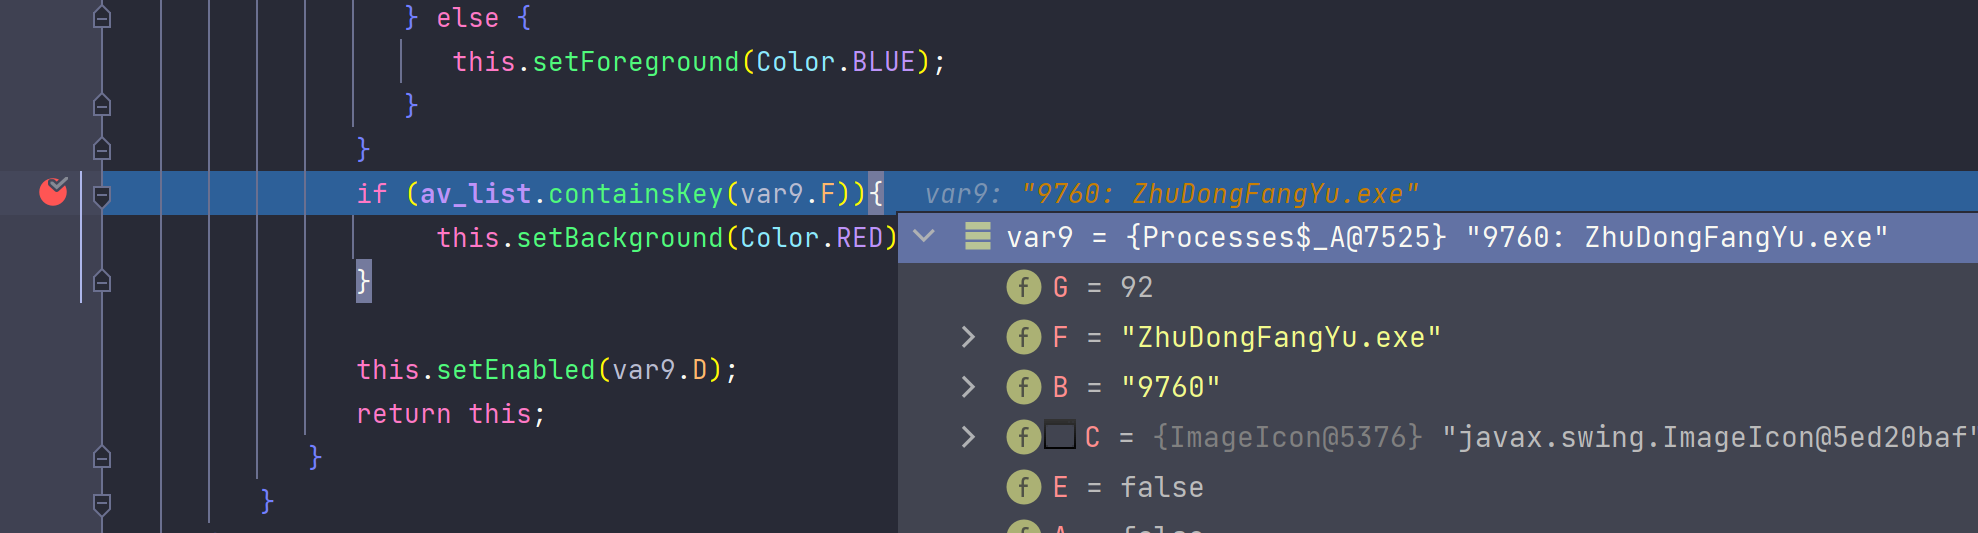 } else {
this.setForeground(Color.BLUE);
}
}
if (av_list.containsKey(var9.F)){ var9: "9760: ZhuDongFangYu.exe"
this.setBackground(Color.RED)
var9 = {Processes$_A@7525} "9760: ZhuDongFangYu.exe"
f G = 92
}
f F = "ZhuDongFangYu.exe"
this.setEnabled(var9.D);
f B = "9760"
return this;
f C = {ImageIcon@5376} "javax.swing.ImageIcon@5ed20baf"
}
f E = false
}
f A = false